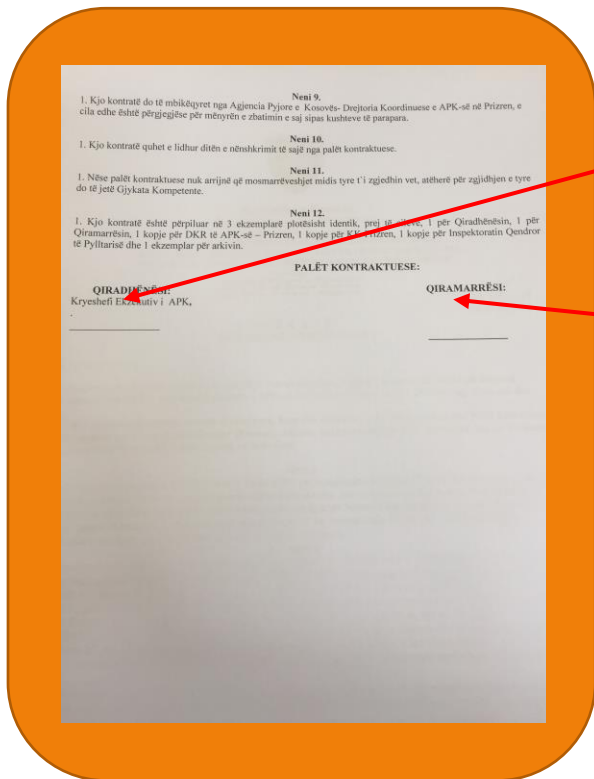 Neni 9.
1. Kjo kontratë do të mbikëqyret nga Agjencia Pyjore e Kosovës- Drejtoria Koordinuese e APK-së në Prizren, e
cila edhe është përgjegjëse për mënyrën e zbatimin e saj sipas kushteve të parapara.
Neni 10.
1. Kjo kontratë quhet e lidhur ditën e nënshkrimit të sajë nga palët kontraktuese.
Neni 11.
1. Nëse palët kontraktuese nuk arrijnë që mosmarrëveshjet midis tyre t'i zgjedhin vet, atëherë për zgjidhjen e tyre
do të jetë Gjykata Kompetente.
Neni 12.
1. Kjo kontratë është përpiluar në 3 ekzemplarë plotësisht identik, prej të cileve, 1 për Qiradhënësin, 1 për
Qiramarrësin, 1 kopje për DKR të APK-së – Prizren, 1 kopje për KK Prizren, 1 kopje për Inspektoratin Qendror
të Pylltarisë dhe 1 ekzemplar për arkivin.
PALËT KONTRAKTUESE:
QIRADHËNËSI: QIRAMARRËSI:
Kryeshefi Ekzekutiv i APK,